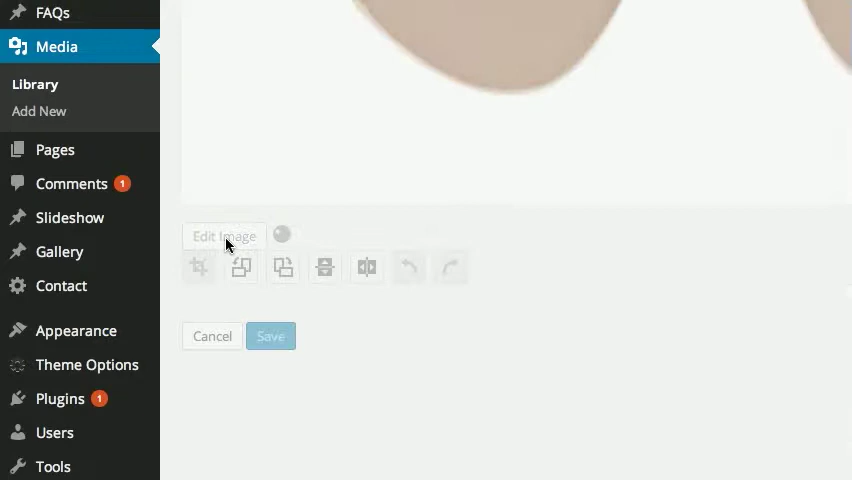 FAQs
Media
Library
Add New
Pages
Comments 1
Slideshow
Gallery
Contact
Appearance
Theme Options
Plugins 1
Users
Tools
Edit Image
Cancel Save